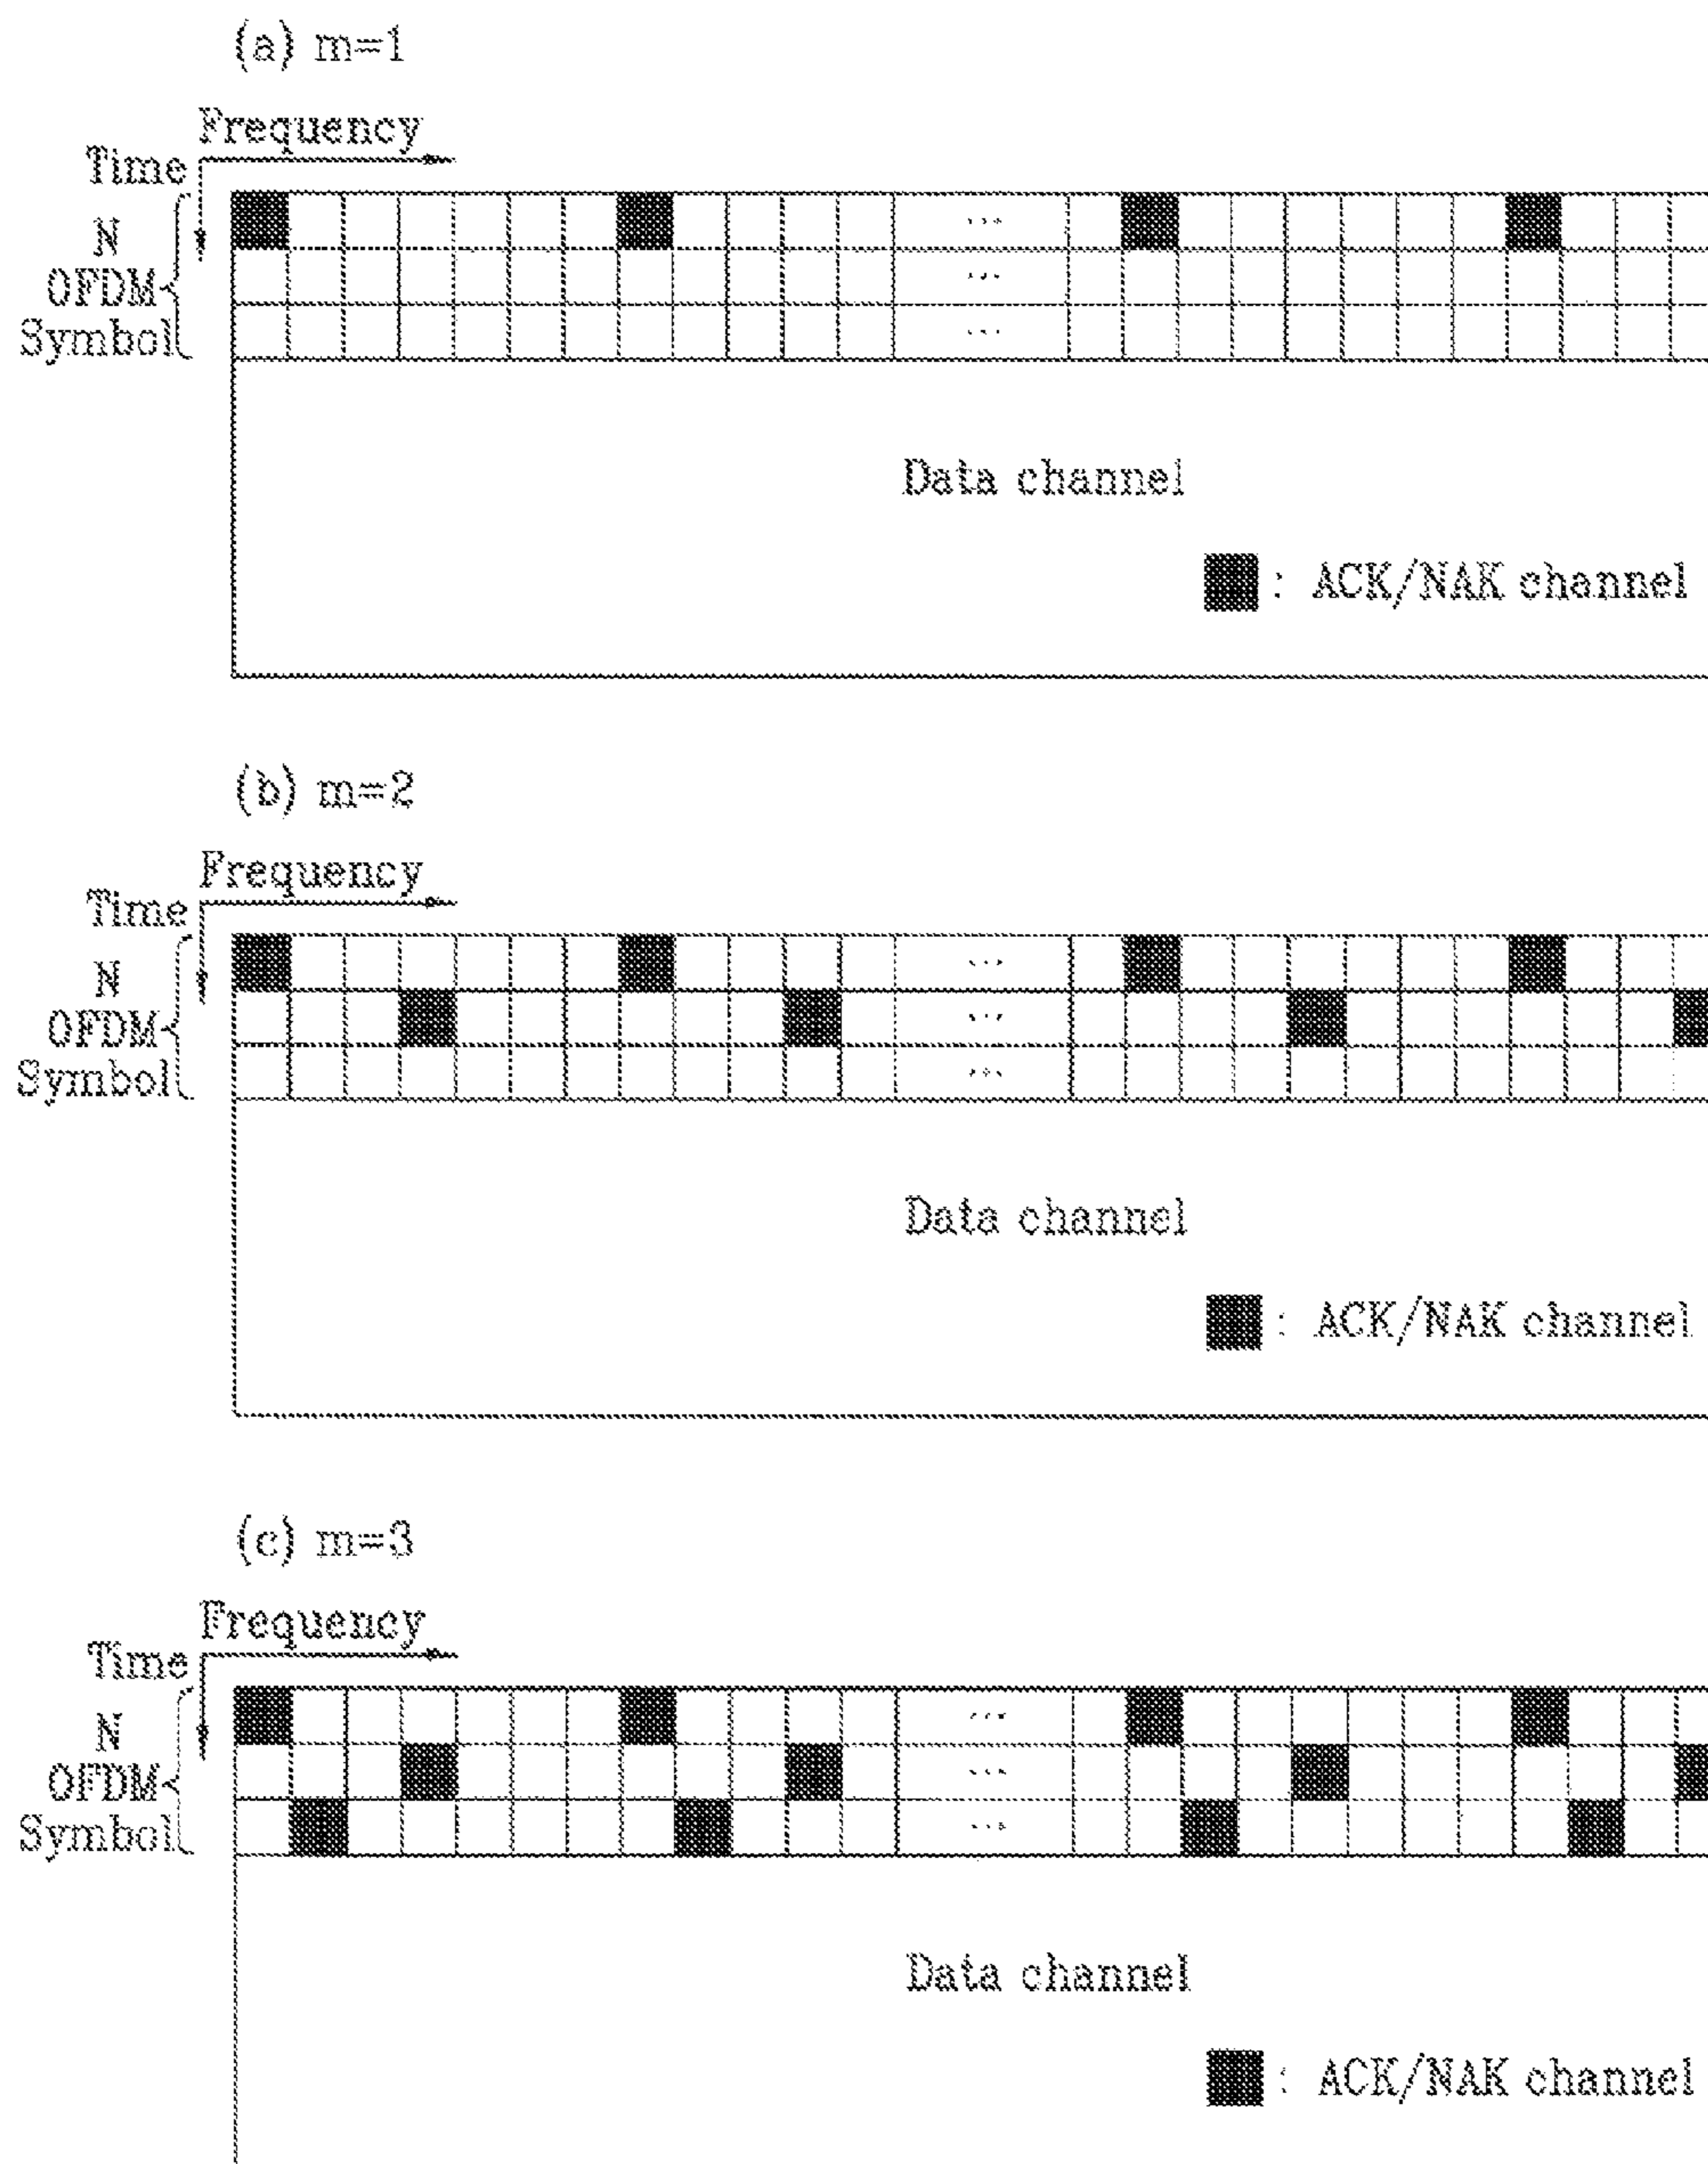 (a) m=1
Frequency
Time
N
OFDM
Symbol
...
...
...
Data channel
: ACK/NAK channel
(b) m=2
Frequency
Time
N
OFDM
Symbol
...
...
...
Data channel
: ACK/NAK channel
(c) m=3
Frequency
Time
N
OFDM
Symbol
...
...
...
Data channel
: ACK/NAK channel